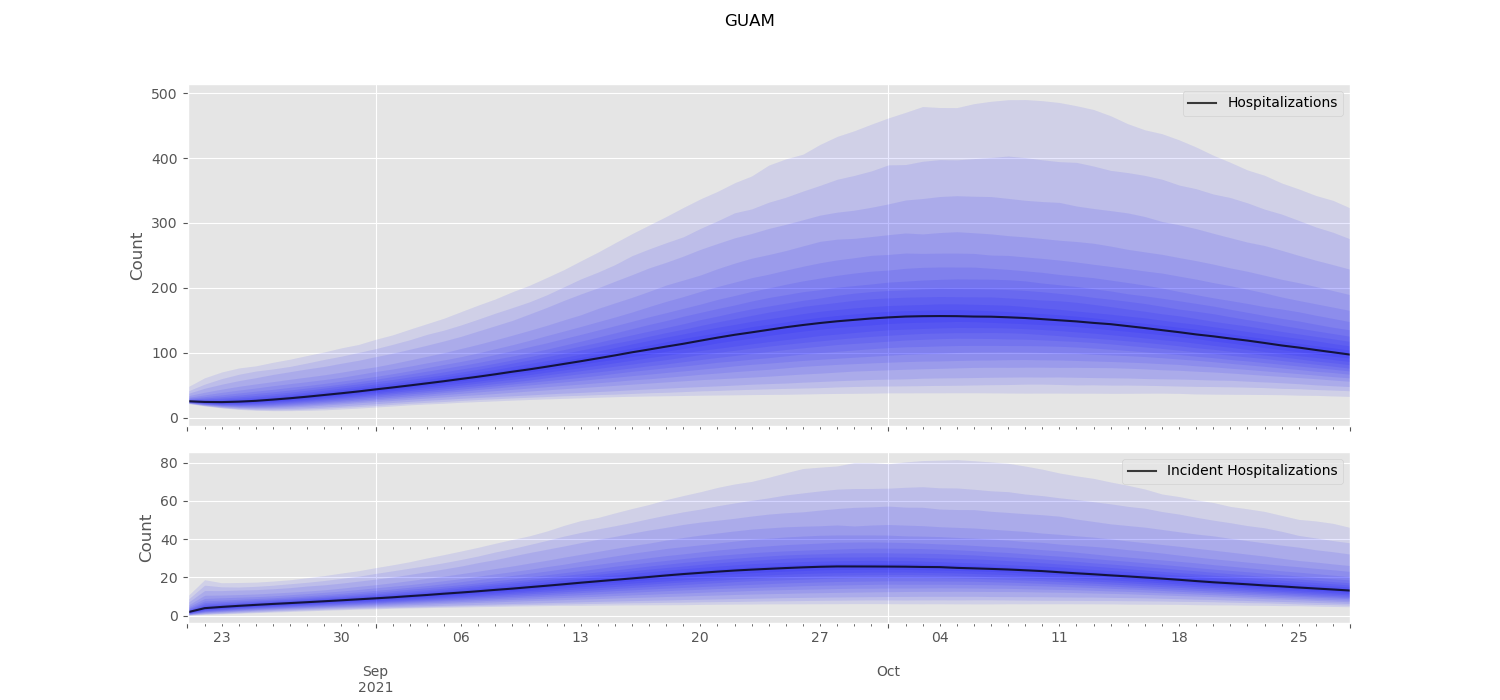 GUAM
500
400
300
200
100
0
Count
Hospitalizations
80
60
40
20
0
Count
Incident Hospitalizations
23 30 06 13 20 27 04 11 18 25
Sep Oct
2021